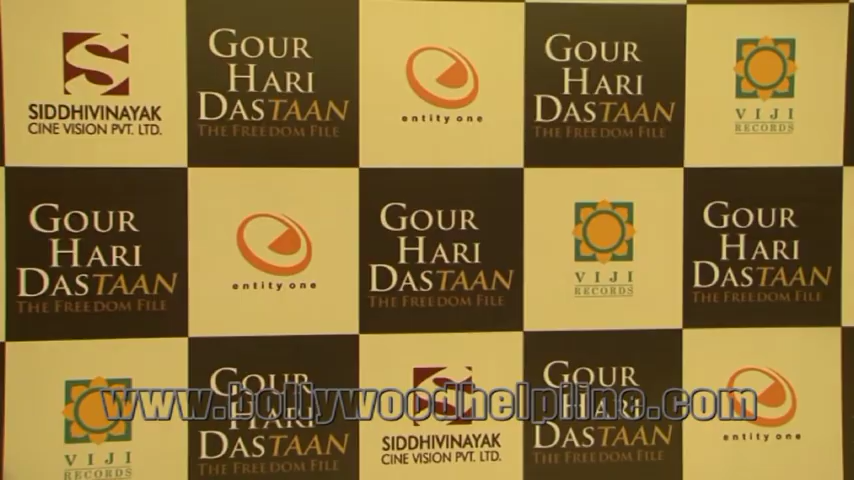 SIDDHIVINAYAK
CINE VISION PVT. LTD.
GOUR
HARI
DASTAAN
THE FREEDOM FILE
entity one
GOUR
HARI
DASTAAN
THE FREEDOM FILE
VIJI
RECORDS
GOUR
HARI
DASTAAN
THE FREEDOM FILE
entity one
GOUR
HARI
DASTAAN
THE FREEDOM FILE
VIJI
RECORDS
GOUR
HARI
DASTAAN
THE FREEDOM FILE
VIJI
RECORDS
GOUR
HARI
DASTAAN
THE FREEDOM FILE
SIDDHIVINAYAK
CINE VISION PVT. LTD.
GOUR
HARI
DASTAAN
THE FREEDOM FILE
entity one
www.bollywoodhelpline.com